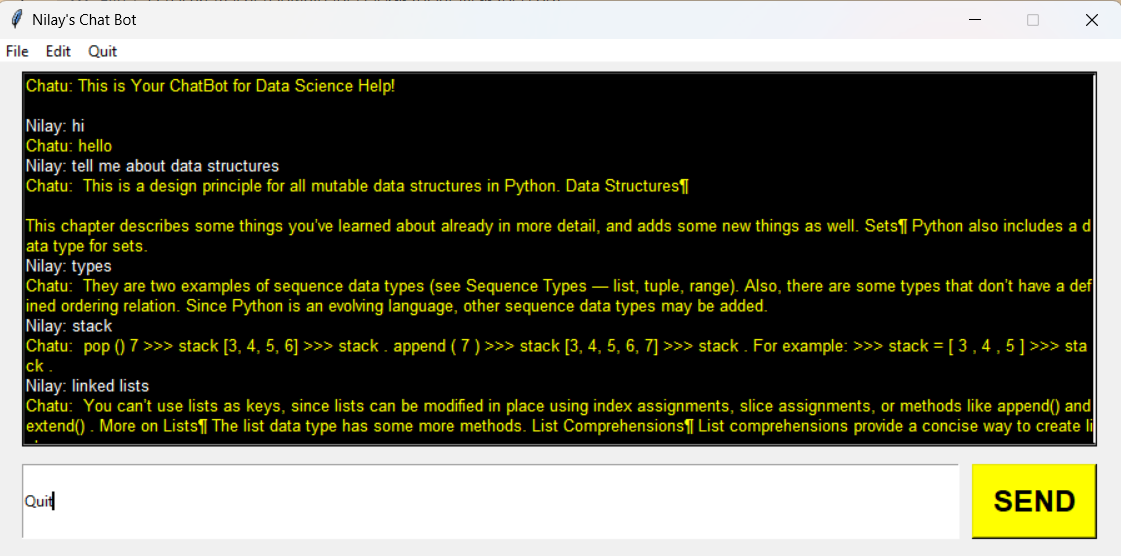 Nilay's Chat Bot
File Edit Quit
Chatu: This is Your ChatBot for Data Science Help!
Nilay: hi
Chatu: hello
Nilay: tell me about data structures
Chatu:  This is a design principle for all mutable data structures in Python. Data Structures¶
This chapter describes some things you've learned about already in more detail, and adds some new things as well. Sets¶ Python also includes a d
ata type for sets.
Nilay: types
Chatu:  They are two examples of sequence data types (see Sequence Types — list, tuple, range). Also, there are some types that don't have a def
ined ordering relation. Since Python is an evolving language, other sequence data types may be added.
Nilay: stack
Chatu:  pop () 7 >>> stack [3, 4, 5, 6] >>> stack . append ( 7 ) >>> stack [3, 4, 5, 6, 7] >>> stack . For example: >>> stack = [ 3 , 4 , 5 ] >>> sta
ck .
Nilay: linked lists
Chatu:  You can't use lists as keys, since lists can be modified in place using index assignments, slice assignments, or methods like append() and
extend() . More on Lists¶ The list data type has some more methods. List Comprehensions¶ List comprehensions provide a concise way to create li
Quit
SEND